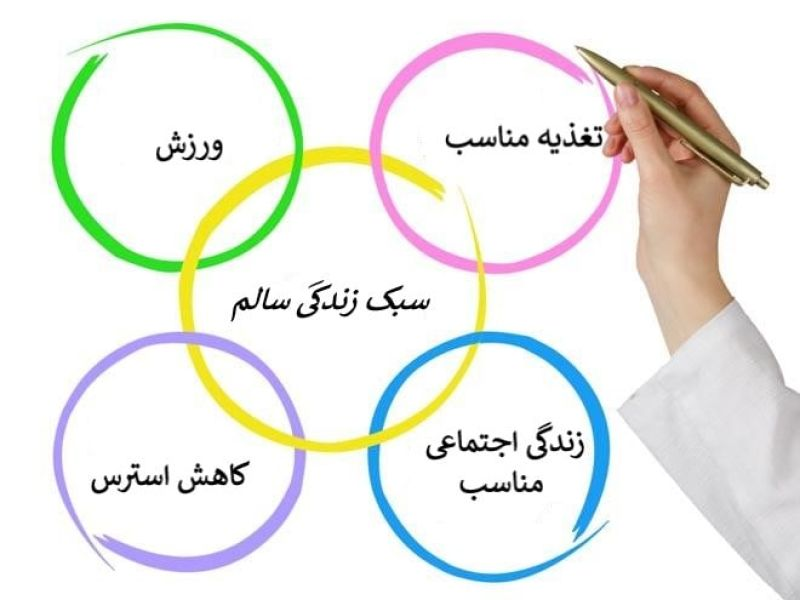 تغذیه مناسب
ورزش
سبک زندگی سالم
زندگی اجتماعی
مناسب
کاهش استرس